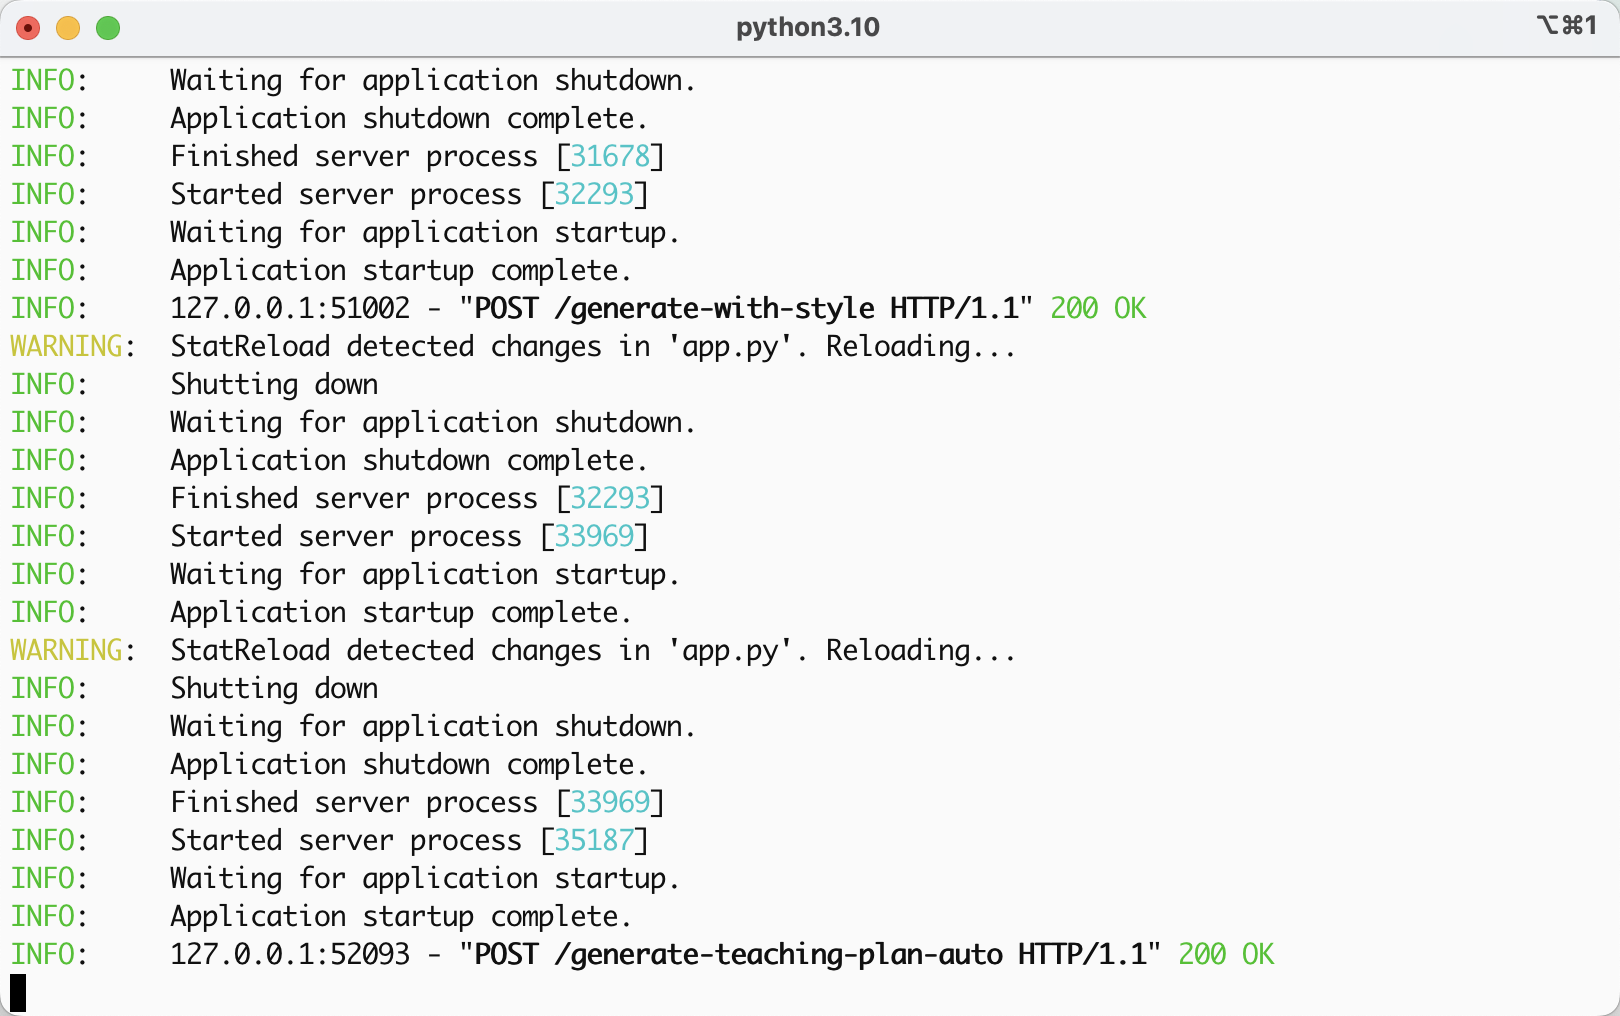 python3.10
⌥⌘1
INFO:     Waiting for application shutdown.
INFO:     Application shutdown complete.
INFO:     Finished server process [31678]
INFO:     Started server process [32293]
INFO:     Waiting for application startup.
INFO:     Application startup complete.
INFO:     127.0.0.1:51002 - "POST /generate-with-style HTTP/1.1" 200 OK
WARNING:  StatReload detected changes in 'app.py'. Reloading...
INFO:     Shutting down
INFO:     Waiting for application shutdown.
INFO:     Application shutdown complete.
INFO:     Finished server process [32293]
INFO:     Started server process [33969]
INFO:     Waiting for application startup.
INFO:     Application startup complete.
WARNING:  StatReload detected changes in 'app.py'. Reloading...
INFO:     Shutting down
INFO:     Waiting for application shutdown.
INFO:     Application shutdown complete.
INFO:     Finished server process [33969]
INFO:     Started server process [35187]
INFO:     Waiting for application startup.
INFO:     Application startup complete.
INFO:     127.0.0.1:52093 - "POST /generate-teaching-plan-auto HTTP/1.1" 200 OK